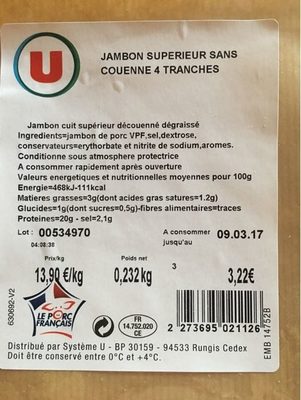 U
JAMBON SUPERIEUR SANS
COUENNE 4 TRANCHES
Jambon cuit supérieur découenné dégraissé
Ingredients=jambon de porc VPF,sel,dextrose,
conservateurs=erythorbate et nitrite de sodium,aromes.
Conditionne sous atmosphere protectrice
A consommer rapidement après ouverture
Valeurs energetiques et nutritionnelles moyennes pour 100g
Energie=468kJ-111kcal
Matieres grasses=3g(dont acides gras satures=1.2g)
Glucides=1g(dont sucres=0,5g)-fibres alimentaires=traces
Proteines=20g -sel=2,1g
Lot : 00534970
04:08:38
A consommer jusqu'au 09.03.17
Prix/kg Poids net
13,90 €/kg 0,232 kg 3 3,22€
LE PORC FRANÇAIS
FR
14.752.020
CE
2 273695 021126
630692-V2
EMB 14752B
Distribué par Système U - BP 30159 - 94533 Rungis Cedex
Doit être conservé entre 0°C et +4°C.